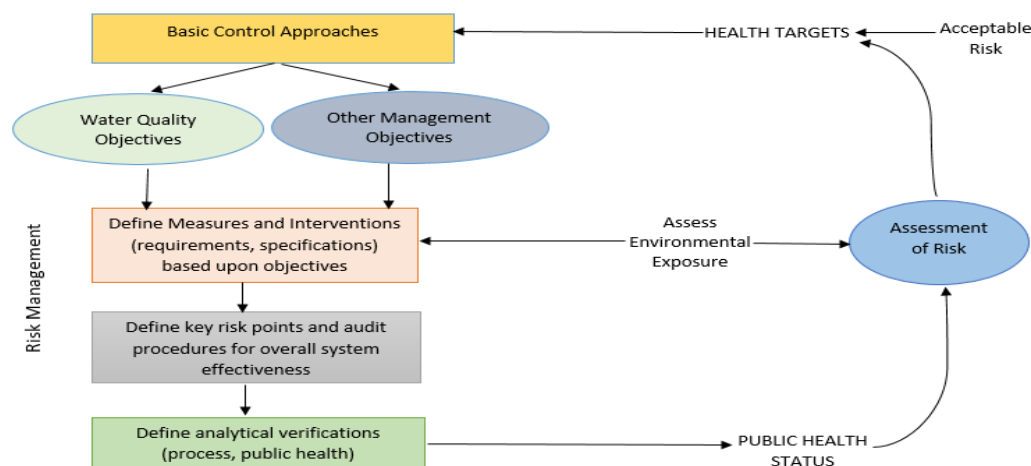 Basic Control Approaches
HEALTH TARGETS
Acceptable
Risk
Water Quality
Objectives
Other Management
Objectives
Define Measures and Interventions
(requirements, specifications)
based upon objectives
Assess
Environmental
Exposure
Assessment
of Risk
Risk Management
Define key risk points and audit
procedures for overall system
effectiveness
Define analytical verifications
(process, public health)
PUBLIC HEALTH
STATUS